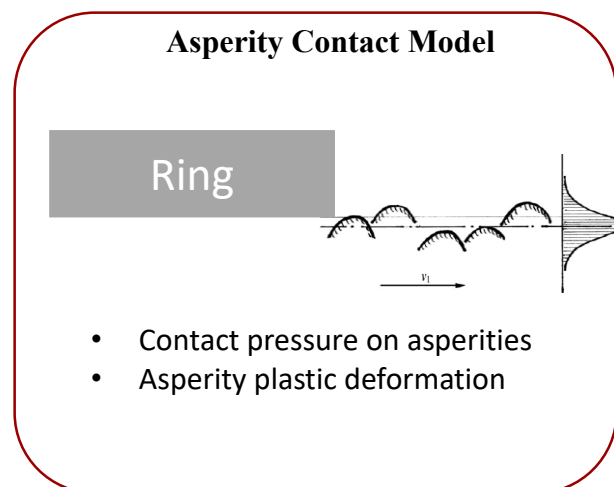 Asperity Contact Model
Ring
v₁
• Contact pressure on asperities
• Asperity plastic deformation